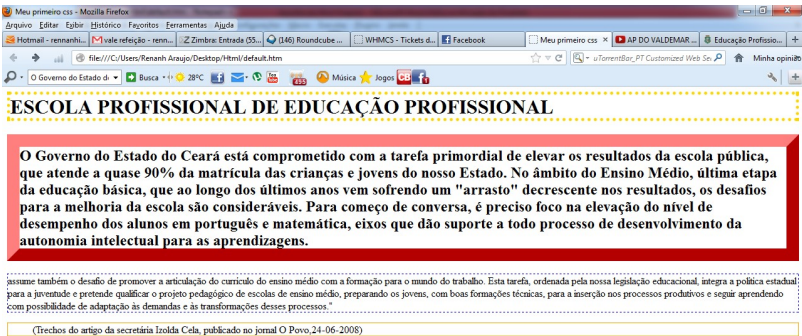 Meu primeiro css - Mozilla Firefox
Arquivo Editar Exibir Histórico Favoritos Ferramentas Ajuda
Hotmail - rennanhi... vale refeição - renn... Zimbra: Entrada (55... (146) Roundcube ... WHMCS - Tickets d... Facebook Meu primeiro css × AP DO VALDEMAR ... Educação Profissio... +
file:///C:/Users/Renanh Araujo/Desktop/Html/default.htm uTorrentBar_PT Customized Web Sea Minha opinião
O Governo do Estado do Busca 28°C Música Jogos CB
ESCOLA PROFISSIONAL DE EDUCAÇÃO PROFISSIONAL
O Governo do Estado do Ceará está comprometido com a tarefa primordial de elevar os resultados da escola pública,
que atende a quase 90% da matrícula das crianças e jovens do nosso Estado. No âmbito do Ensino Médio, última etapa
da educação básica, que ao longo dos últimos anos vem sofrendo um "arrasto" decrescente nos resultados, os desafios
para a melhoria da escola são consideráveis. Para começo de conversa, é preciso foco na elevação do nível de
desempenho dos alunos em português e matemática, eixos que dão suporte a todo processo de desenvolvimento da
autonomia intelectual para as aprendizagens.
assume também o desafio de promover a articulação do curriculo do ensino médio com a formação para o mundo do trabalho. Esta tarefa, ordenada pela nossa legislação educacional, integra a politica estadual
para a juventude e pretende qualificar o projeto pedagógico de escolas de ensino médio, preparando os jovens, com boas formações técnicas, para a inserção nos processos produtivos e seguir aprendendo
com possibilidade de adaptação às demandas e às transformações desses processos."
(Trechos do artigo da secretária Izolda Cela, publicado no jornal O Povo,24-06-2008)